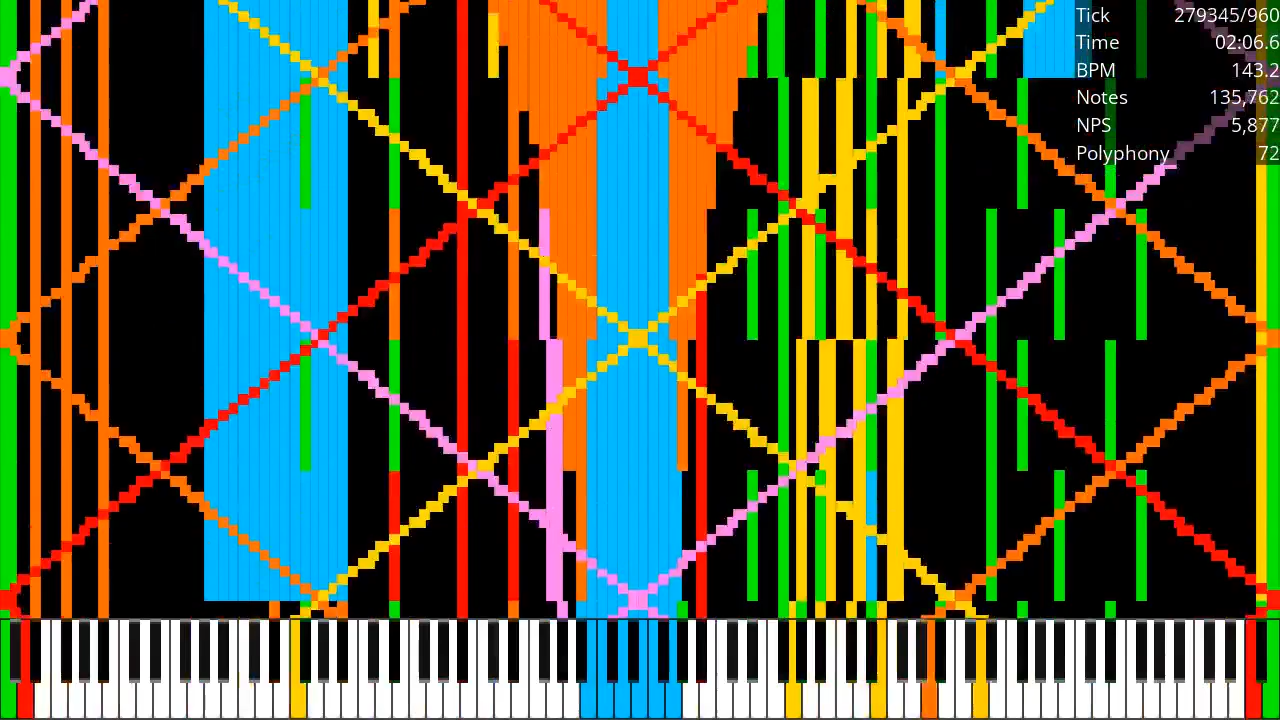 Tick 279345/960
Time 02:06.6
BPM 143.2
Notes 135,762
NPS 5,877
Polyphony 72